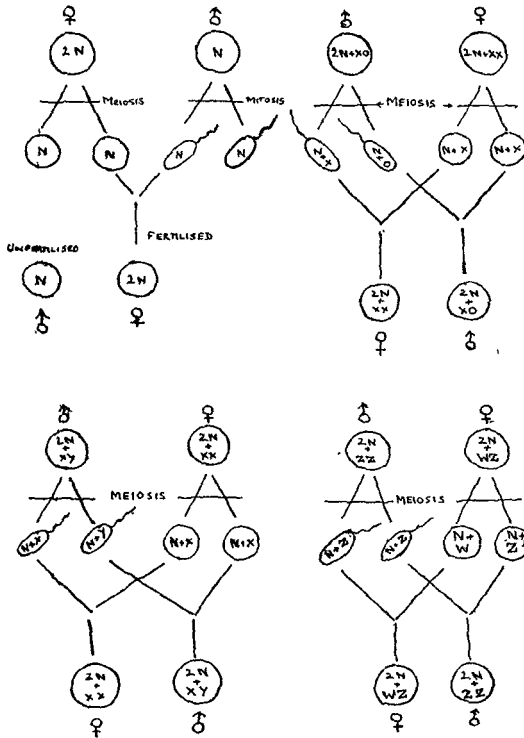 ♀ ♂ ♂ ♀
2N N 2N+XO 2N+XX
MEIOSIS MITOSIS MEIOSIS
N N N N N+X N+O N+X N+X
UNFERTILISED FERTILISED
N 2N 2N + XX 2N + XO
♂ ♀ ♀ ♂
♂ ♀ ♂ ♀
2N + XY 2N + XX 2N + ZZ 2N + WZ
MEIOSIS MEIOSIS
N+X N+Y N+X N+X N+Z N+Z N+W N+Z
2N + XX 2N + XY 2N + WZ 2N + ZZ
♀ ♂ ♀ ♂